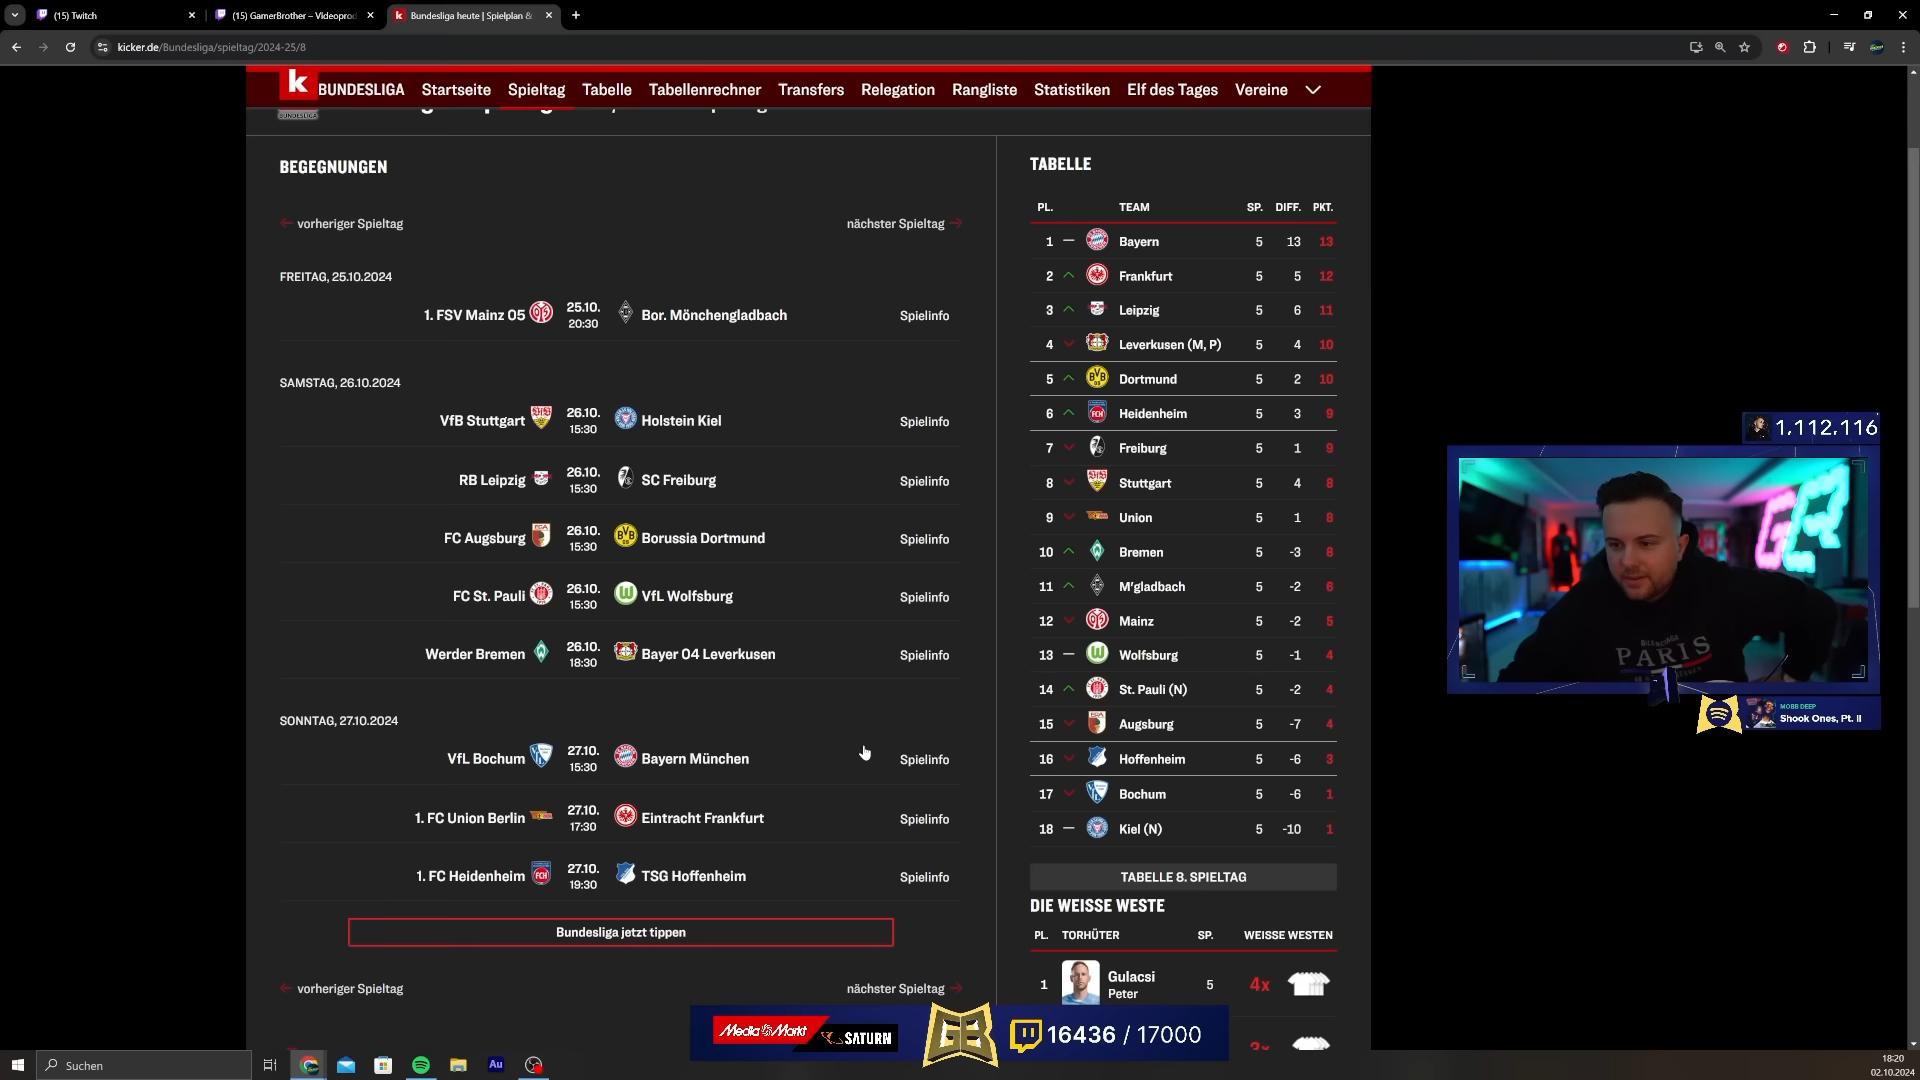 (15) Twitch
(15) GamerBrother – Videoprod
Bundesliga heute | Spielplan &
kicker.de/Bundesliga/spieltag/2024-25/8
k
BUNDESLIGA Startseite Spieltag Tabelle Tabellenrechner Transfers Relegation Rangliste Statistiken Elf des Tages Vereine
BUNDESLIGA
BEGEGNUNGEN
← vorheriger Spieltag
nächster Spieltag →
FREITAG, 25.10.2024
1. FSV Mainz 05 25.10. 20:30 Bor. Mönchengladbach Spielinfo
SAMSTAG, 26.10.2024
VfB Stuttgart 26.10. 15:30 Holstein Kiel Spielinfo
RB Leipzig 26.10. 15:30 SC Freiburg Spielinfo
FC Augsburg 26.10. 15:30 Borussia Dortmund Spielinfo
FC St. Pauli 26.10. 15:30 VfL Wolfsburg Spielinfo
Werder Bremen 26.10. 18:30 Bayer 04 Leverkusen Spielinfo
SONNTAG, 27.10.2024
VfL Bochum 27.10. 15:30 Bayern München Spielinfo
1. FC Union Berlin 27.10. 17:30 Eintracht Frankfurt Spielinfo
1. FC Heidenheim 27.10. 19:30 TSG Hoffenheim Spielinfo
Bundesliga jetzt tippen
← vorheriger Spieltag
nächster Spieltag →
TABELLE
PL. TEAM SP. DIFF. PKT.
1 Bayern 5 13 13
2 Frankfurt 5 5 12
3 Leipzig 5 6 11
4 Leverkusen (M, P) 5 4 10
5 Dortmund 5 2 10
6 Heidenheim 5 3 9
7 Freiburg 5 1 9
8 Stuttgart 5 4 8
9 Union 5 1 8
10 Bremen 5 -3 8
11 M'gladbach 5 -2 6
12 Mainz 5 -2 5
13 Wolfsburg 5 -1 4
14 St. Pauli (N) 5 -2 4
15 Augsburg 5 -7 4
16 Hoffenheim 5 -6 3
17 Bochum 5 -6 1
18 Kiel (N) 5 -10 1
TABELLE 8. SPIELTAG
DIE WEISSE WESTE
PL. TORHÜTER SP. WEISSE WESTEN
1 Gulacsi Peter 5 4x
3x
1.112.116
BALENCIAGA
PARIS
MOBB DEEP
Shook Ones, Pt. II
Media Markt
SATURN
GB
16436 / 17000
Suchen
Au
18:20
02.10.2024